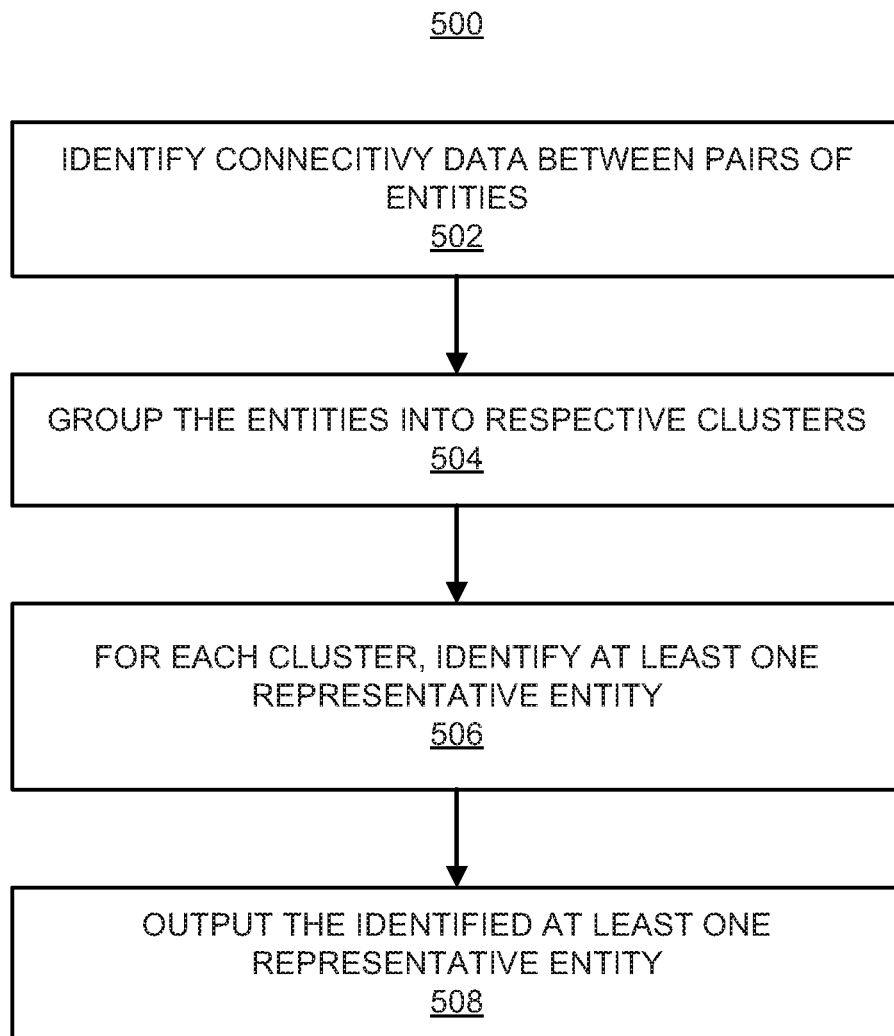 500
IDENTIFY CONNECITIVY DATA BETWEEN PAIRS OF
ENTITIES
502
GROUP THE ENTITIES INTO RESPECTIVE CLUSTERS
504
FOR EACH CLUSTER, IDENTIFY AT LEAST ONE
REPRESENTATIVE ENTITY
506
OUTPUT THE IDENTIFIED AT LEAST ONE
REPRESENTATIVE ENTITY
508